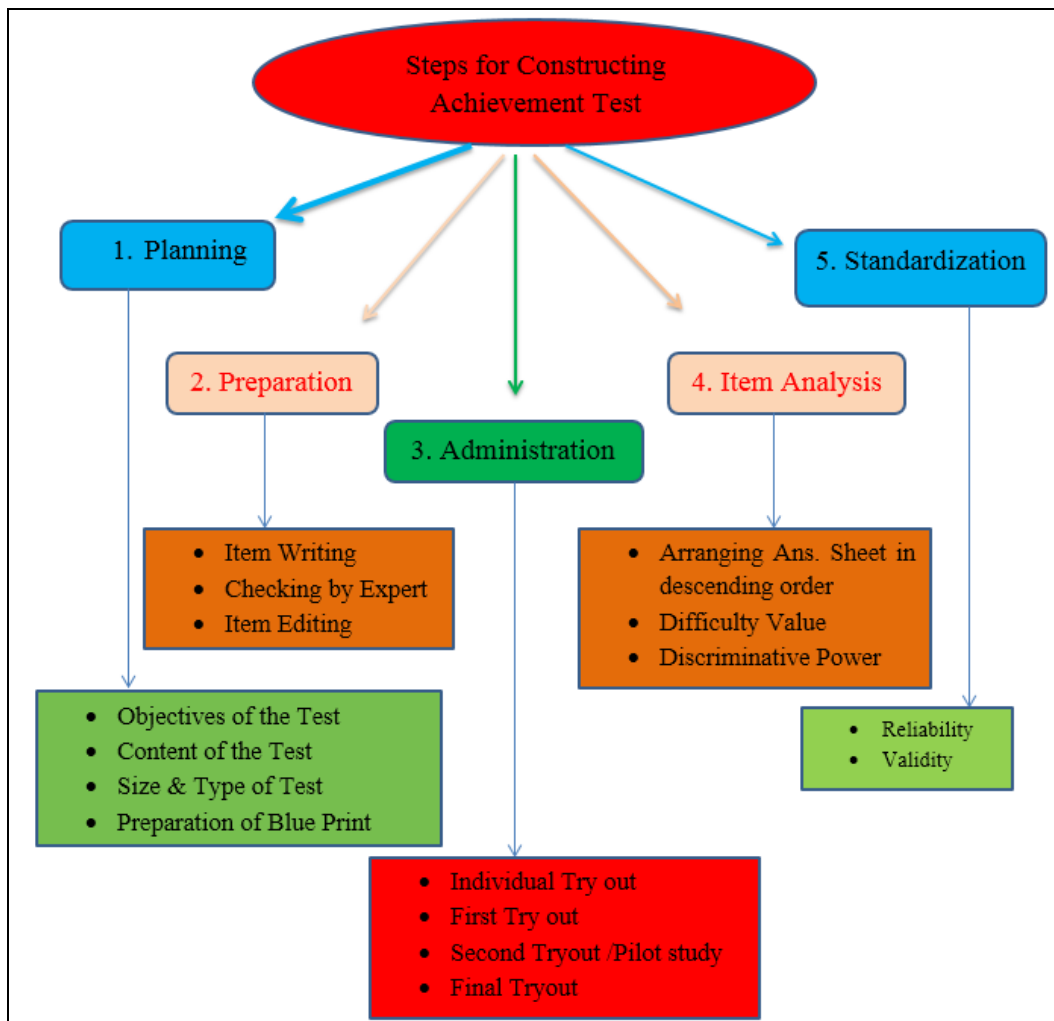 Steps for Constructing
Achievement Test
1. Planning
5. Standardization
2. Preparation
4. Item Analysis
3. Administration
• Item Writing
• Checking by Expert
• Item Editing
• Arranging Ans. Sheet in
descending order
• Difficulty Value
• Discriminative Power
• Objectives of the Test
• Content of the Test
• Size & Type of Test
• Preparation of Blue Print
• Reliability
• Validity
• Individual Try out
• First Try out
• Second Tryout /Pilot study
• Final Tryout